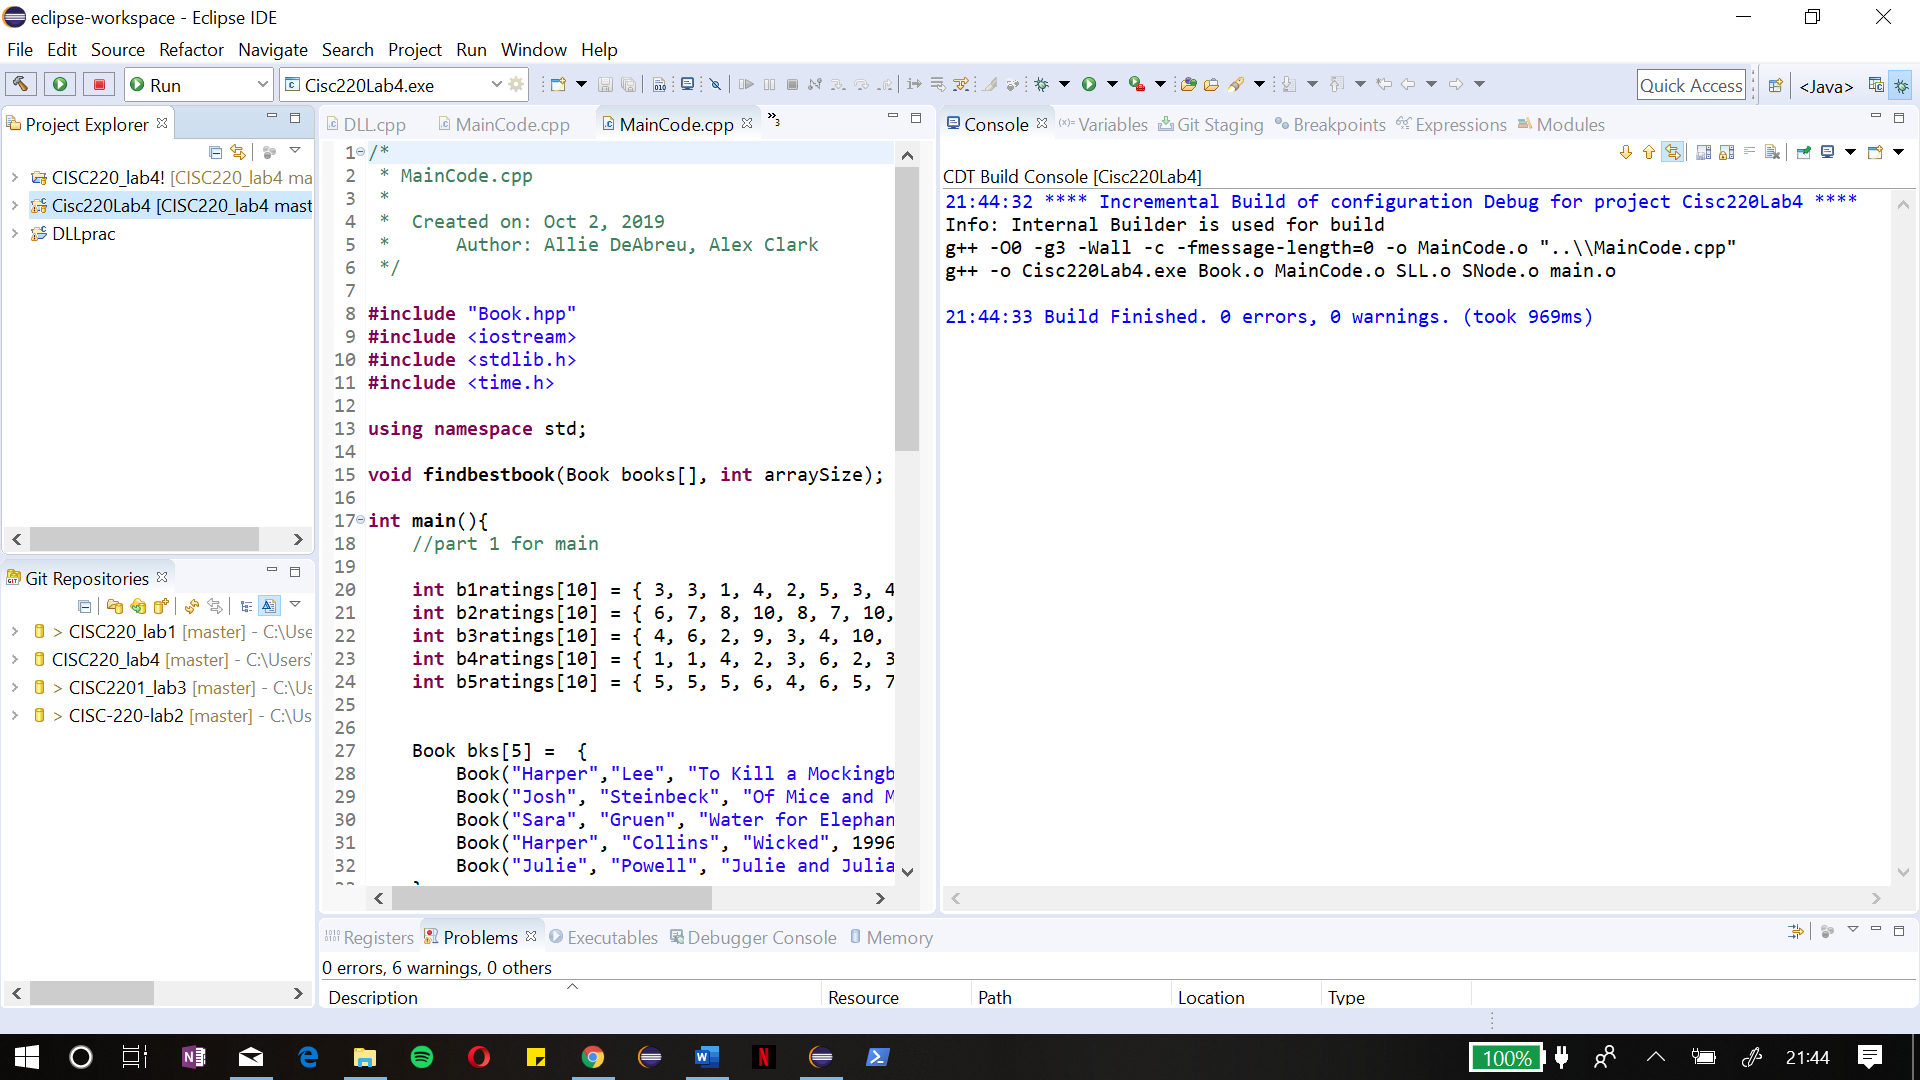 eclipse-workspace - Eclipse IDE
File Edit Source Refactor Navigate Search Project Run Window Help
Run
Cisc220Lab4.exe
Quick Access
<Java>
Project Explorer
CISC220_lab4! [CISC220_lab4 ma
Cisc220Lab4 [CISC220_lab4 mast
DLLprac
Git Repositories
> CISC220_lab1 [master] - C:\Use
CISC220_lab4 [master] - C:\Users\
> CISC2201_lab3 [master] - C:\Us
> CISC-220-lab2 [master] - C:\Us
DLL.cpp MainCode.cpp MainCode.cpp »3
1 /*
2 * MainCode.cpp
3 *
4 * Created on: Oct 2, 2019
5 * Author: Allie DeAbreu, Alex Clark
6 */
7
8 #include "Book.hpp"
9 #include <iostream>
10 #include <stdlib.h>
11 #include <time.h>
12
13 using namespace std;
14
15 void findbestbook(Book books[], int arraySize);
16
17 int main(){
18 //part 1 for main
19
20 int b1ratings[10] = { 3, 3, 1, 4, 2, 5, 3, 4
21 int b2ratings[10] = { 6, 7, 8, 10, 8, 7, 10,
22 int b3ratings[10] = { 4, 6, 2, 9, 3, 4, 10,
23 int b4ratings[10] = { 1, 1, 4, 2, 3, 6, 2, 3
24 int b5ratings[10] = { 5, 5, 5, 6, 4, 6, 5, 7
25
26
27 Book bks[5] = {
28 Book("Harper","Lee", "To Kill a Mockingb
29 Book("Josh", "Steinbeck", "Of Mice and M
30 Book("Sara", "Gruen", "Water for Elephan
31 Book("Harper", "Collins", "Wicked", 1996
32 Book("Julie", "Powell", "Julie and Julia
Console Variables Git Staging Breakpoints Expressions Modules
CDT Build Console [Cisc220Lab4]
21:44:32 **** Incremental Build of configuration Debug for project Cisc220Lab4 ****
Info: Internal Builder is used for build
g++ -O0 -g3 -Wall -c -fmessage-length=0 -o MainCode.o "..\\MainCode.cpp"
g++ -o Cisc220Lab4.exe Book.o MainCode.o SLL.o SNode.o main.o
21:44:33 Build Finished. 0 errors, 0 warnings. (took 969ms)
Registers Problems Executables Debugger Console Memory
0 errors, 6 warnings, 0 others
Description Resource Path Location Type
100%
21:44